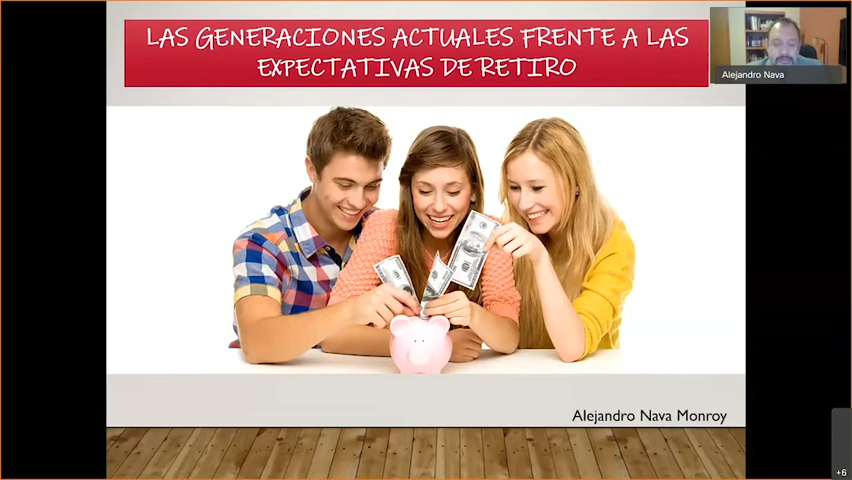 LAS GENERACIONES ACTUALES FRENTE A LAS
EXPECTATIVAS DE RETIRO
Alejandro Nava
Alejandro Nava Monroy
+6